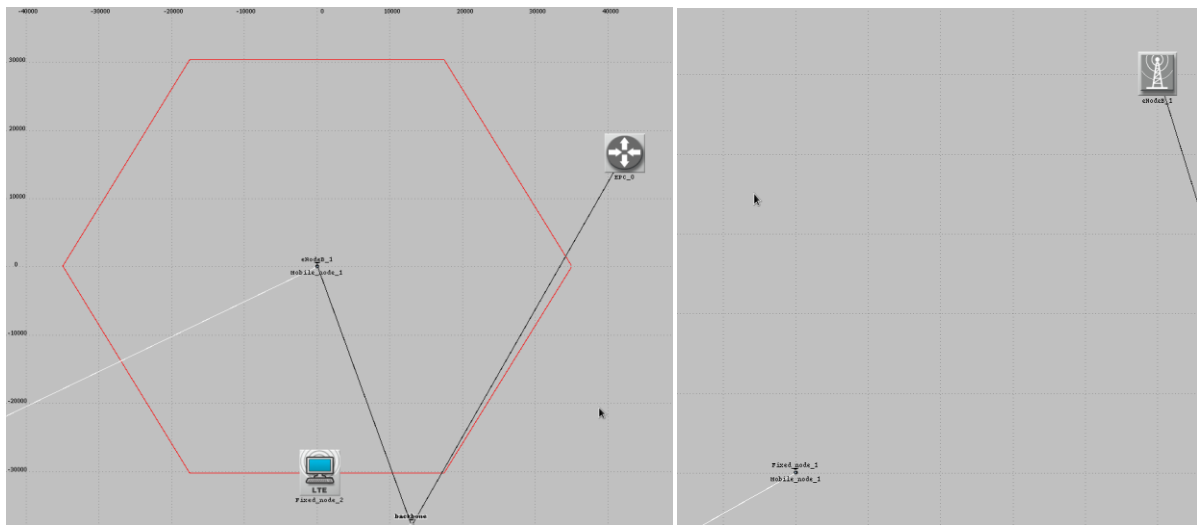 -40000 -30000 -20000 -10000 0 10000 20000 30000 40000
30000
20000
EPC_0
10000
eNodeB_1
0
Mobile_node_1
-10000
-20000
-30000
LTE
Fixed_node_2
backbone
eNodeB_1
Fixed_node_1
Mobile_node_1